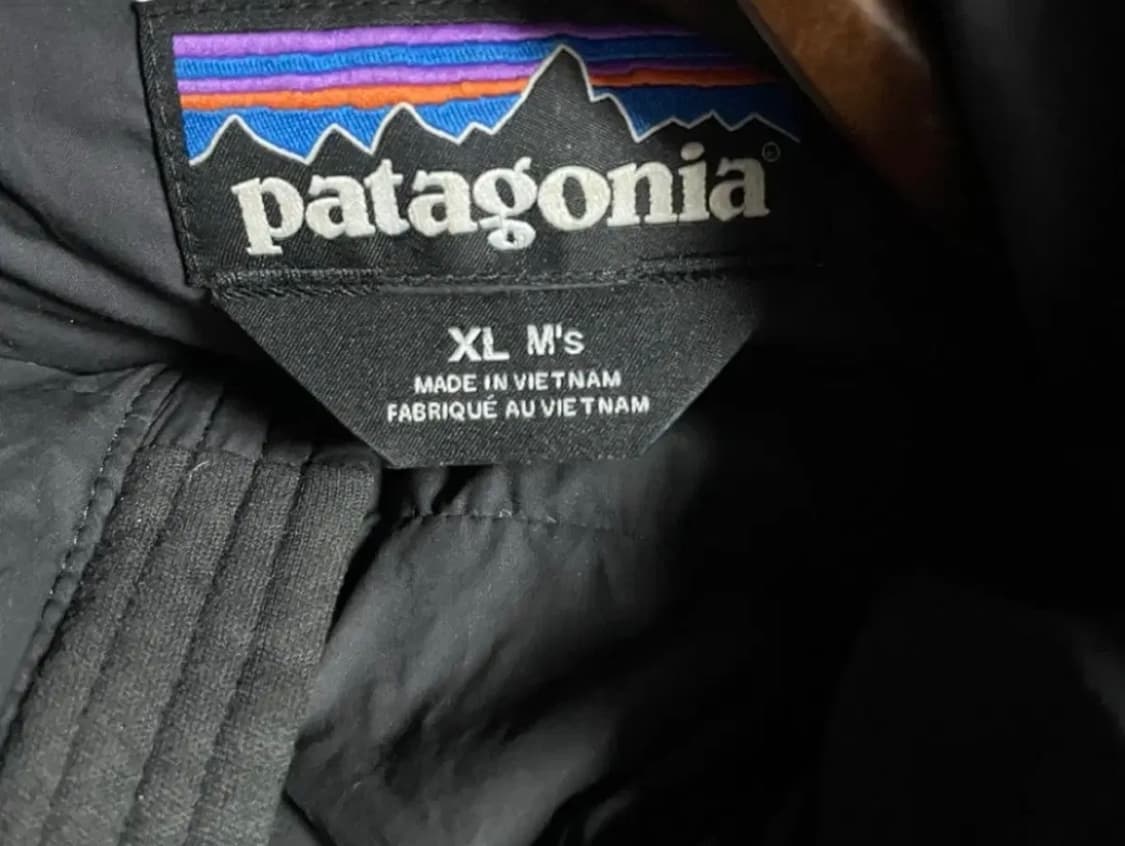 patagonia®
XL M's
MADE IN VIETNAM
FABRIQUÉ AU VIETNAM